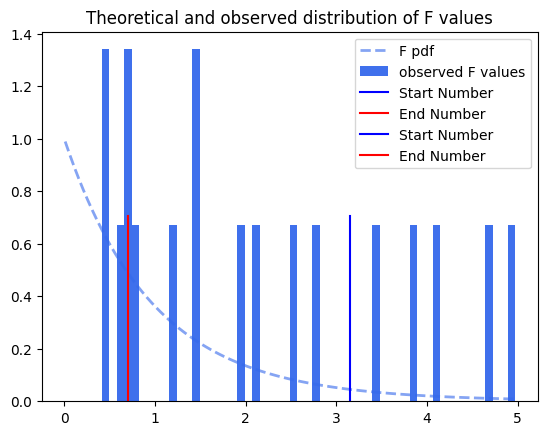 Theoretical and observed distribution of F values
F pdf
observed F values
Start Number
End Number
Start Number
End Number
1.4
1.2
1.0
0.8
0.6
0.4
0.2
0.0
0 1 2 3 4 5